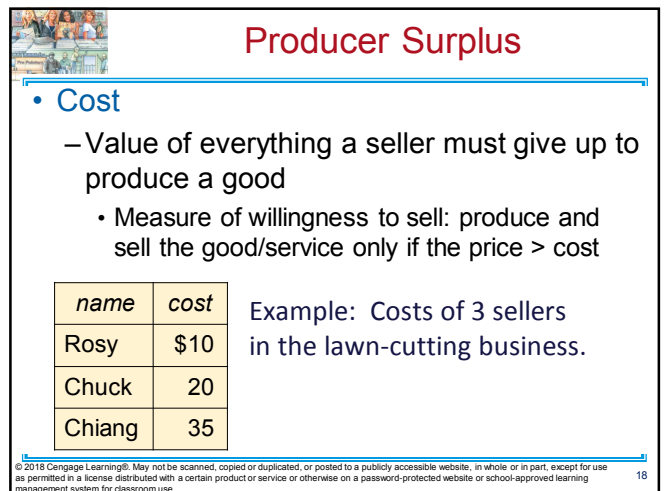 Producer Surplus
• Cost
– Value of everything a seller must give up to
produce a good
• Measure of willingness to sell: produce and
sell the good/service only if the price > cost
name cost
Rosy $10
Chuck 20
Chiang 35
Example: Costs of 3 sellers
in the lawn-cutting business.
© 2018 Cengage Learning®. May not be scanned, copied or duplicated, or posted to a publicly accessible website, in whole or in part, except for use
as permitted in a license distributed with a certain product or service or otherwise on a password-protected website or school-approved learning
management system for classroom use
18